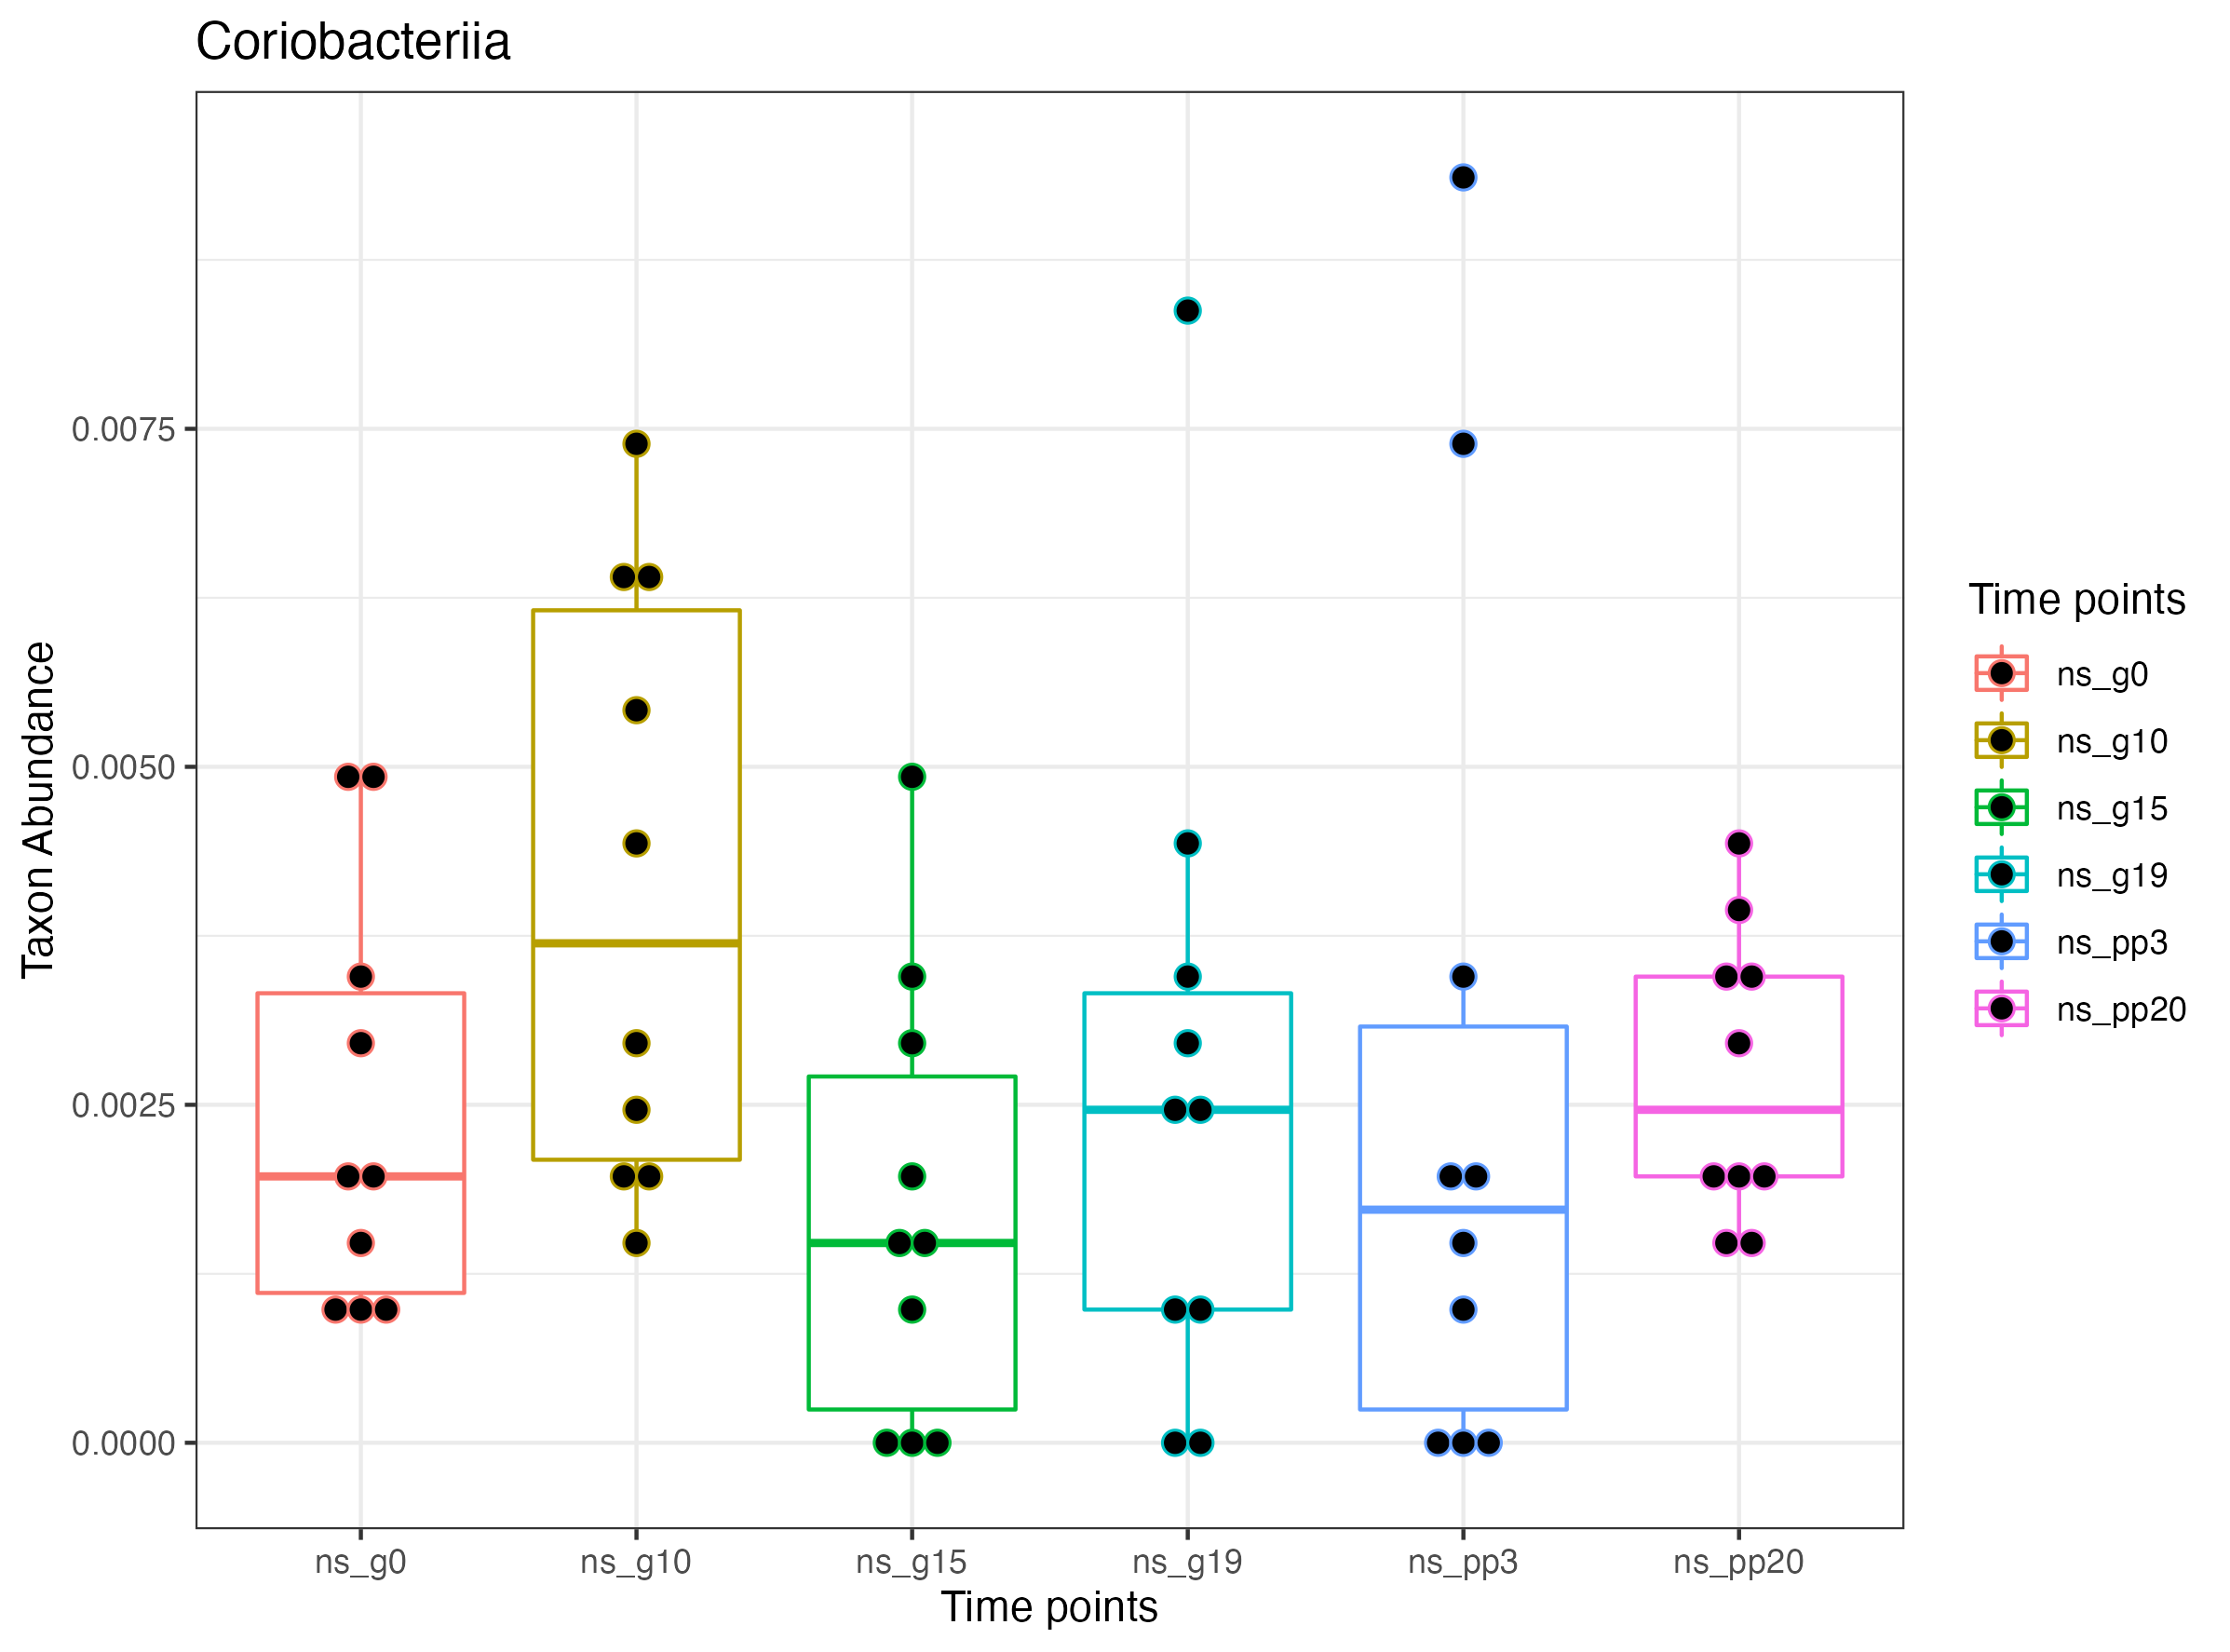 Coriobacteriia
Taxon Abundance
0.0075
0.0050
0.0025
0.0000
ns_g0
ns_g10
ns_g15
ns_g19
ns_pp3
ns_pp20
Time points
Time points
ns_g0
ns_g10
ns_g15
ns_g19
ns_pp3
ns_pp20